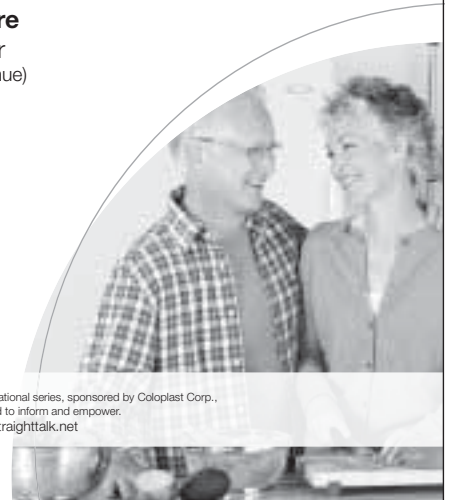 re
r
nue)
ational series, sponsored by Coloplast Corp.,
d to inform and empower.
traighttalk.net